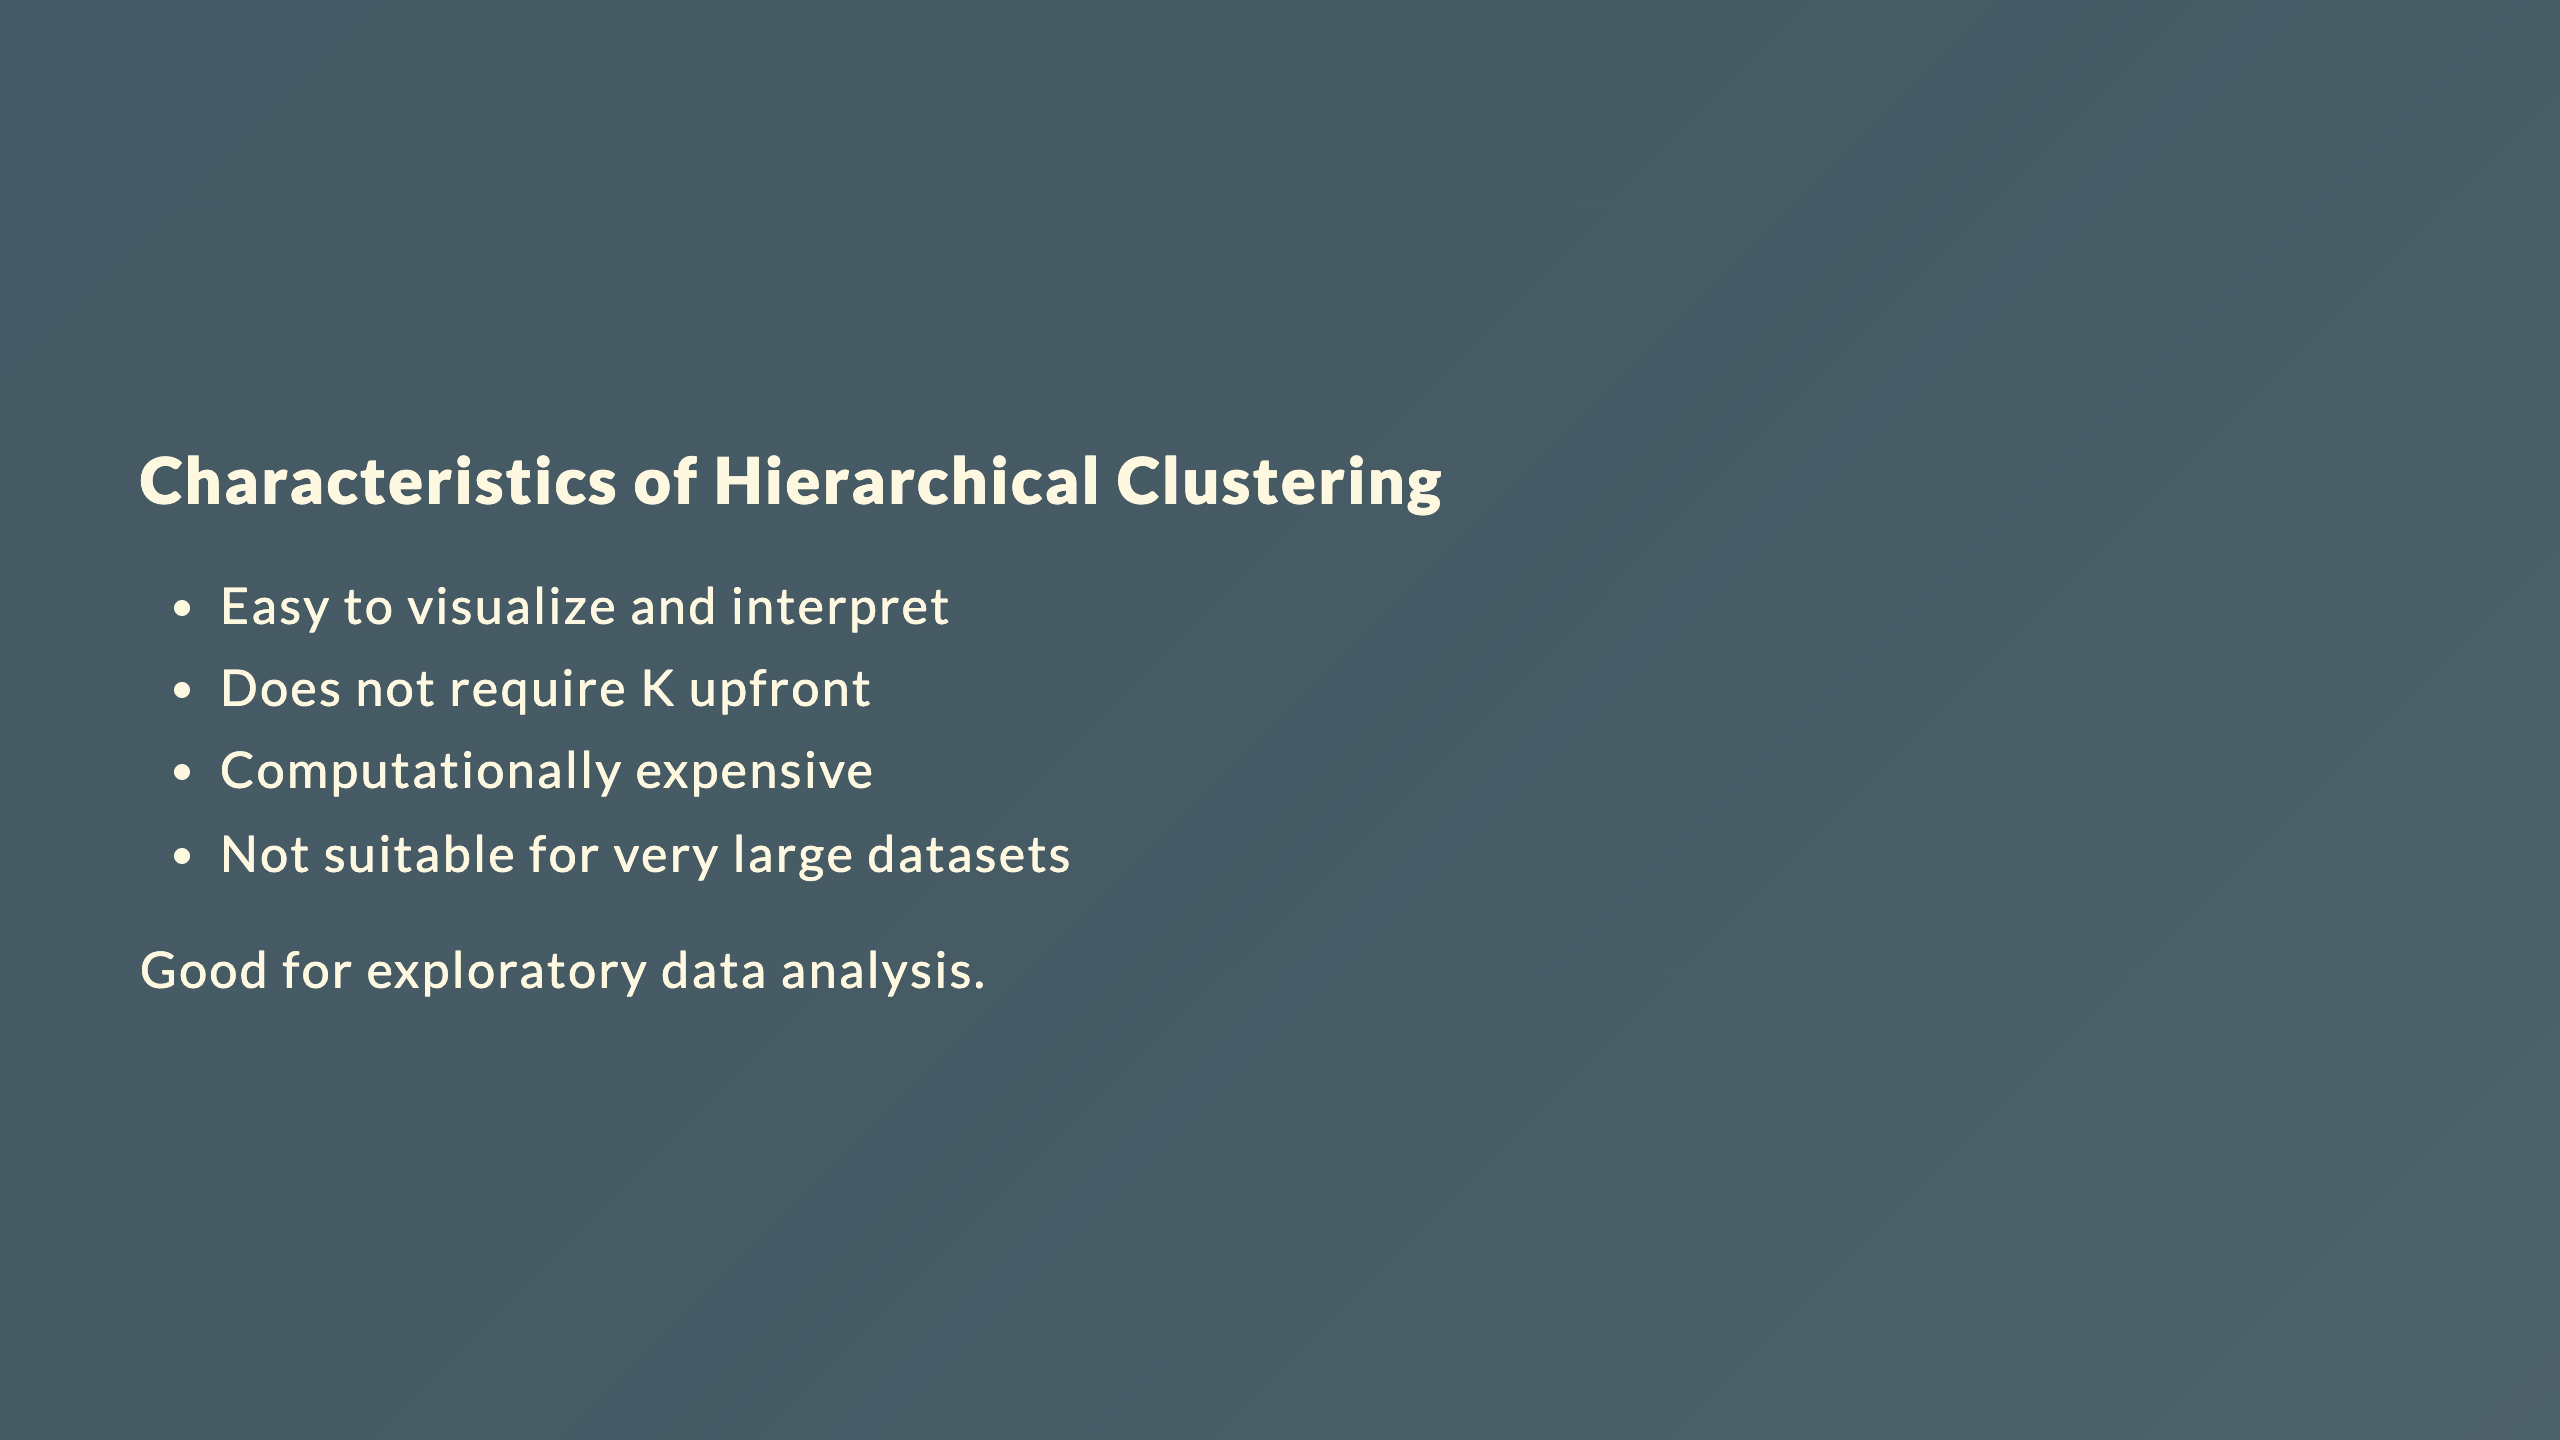 Characteristics of Hierarchical Clustering
• Easy to visualize and interpret
• Does not require K upfront
• Computationally expensive
• Not suitable for very large datasets
Good for exploratory data analysis.